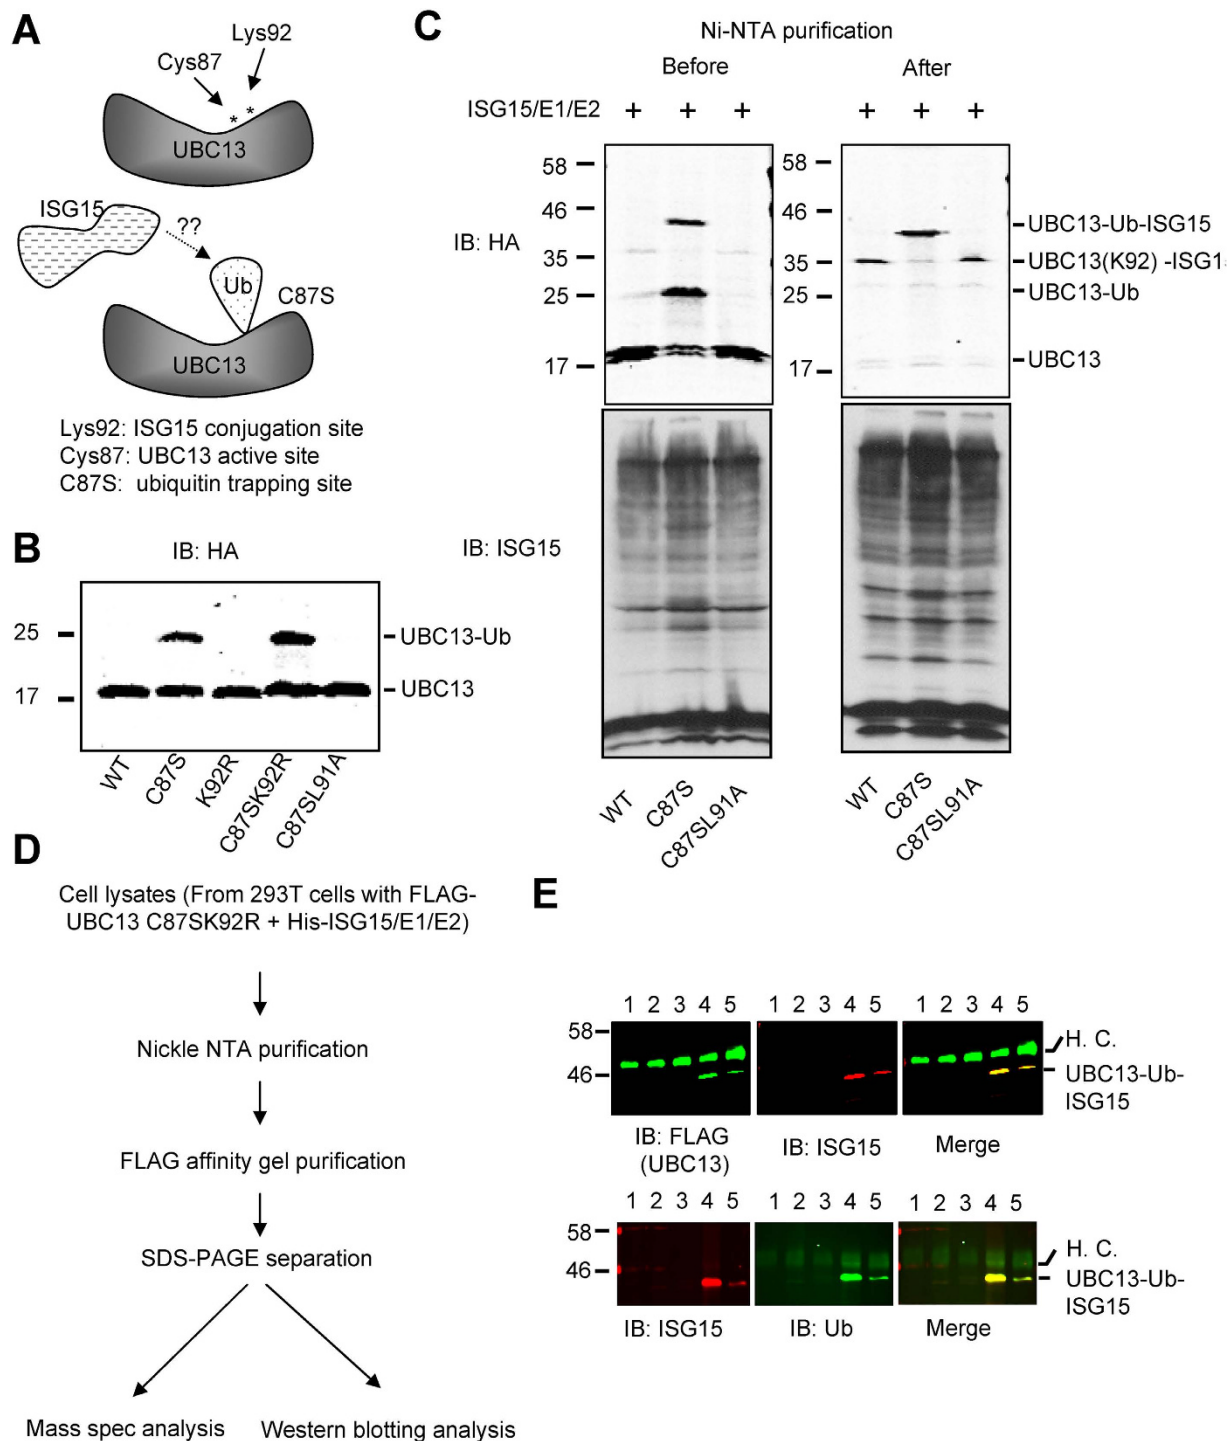 A
Lys92
Cys87
* *
UBC13
ISG15
??
Ub
C87S
UBC13
Lys92: ISG15 conjugation site
Cys87: UBC13 active site
C87S: ubiquitin trapping site
B
IB: HA
25
17
UBC13-Ub
UBC13
WT
C87S
K92R
C87SK92R
C87SL91A
C
Ni-NTA purification
Before
After
ISG15/E1/E2 + + + + + +
IB: HA
58
46
35
25
17
58
46
35
25
17
UBC13-Ub-ISG15
UBC13(K92) -ISG1
UBC13-Ub
UBC13
IB: ISG15
WT
C87S
C87SL91A
WT
C87S
C87SL91A
D
Cell lysates (From 293T cells with FLAG-
UBC13 C87SK92R + His-ISG15/E1/E2)
Nickle NTA purification
FLAG affinity gel purification
SDS-PAGE separation
Mass spec analysis
Western blotting analysis
E
1 2 3 4 5
1 2 3 4 5
1 2 3 4 5
58
46
H. C.
UBC13-Ub-
ISG15
IB: FLAG
(UBC13)
IB: ISG15
Merge
1 2 3 4 5
1 2 3 4 5
1 2 3 4 5
58
46
H. C.
UBC13-Ub-
ISG15
IB: ISG15
IB: Ub
Merge